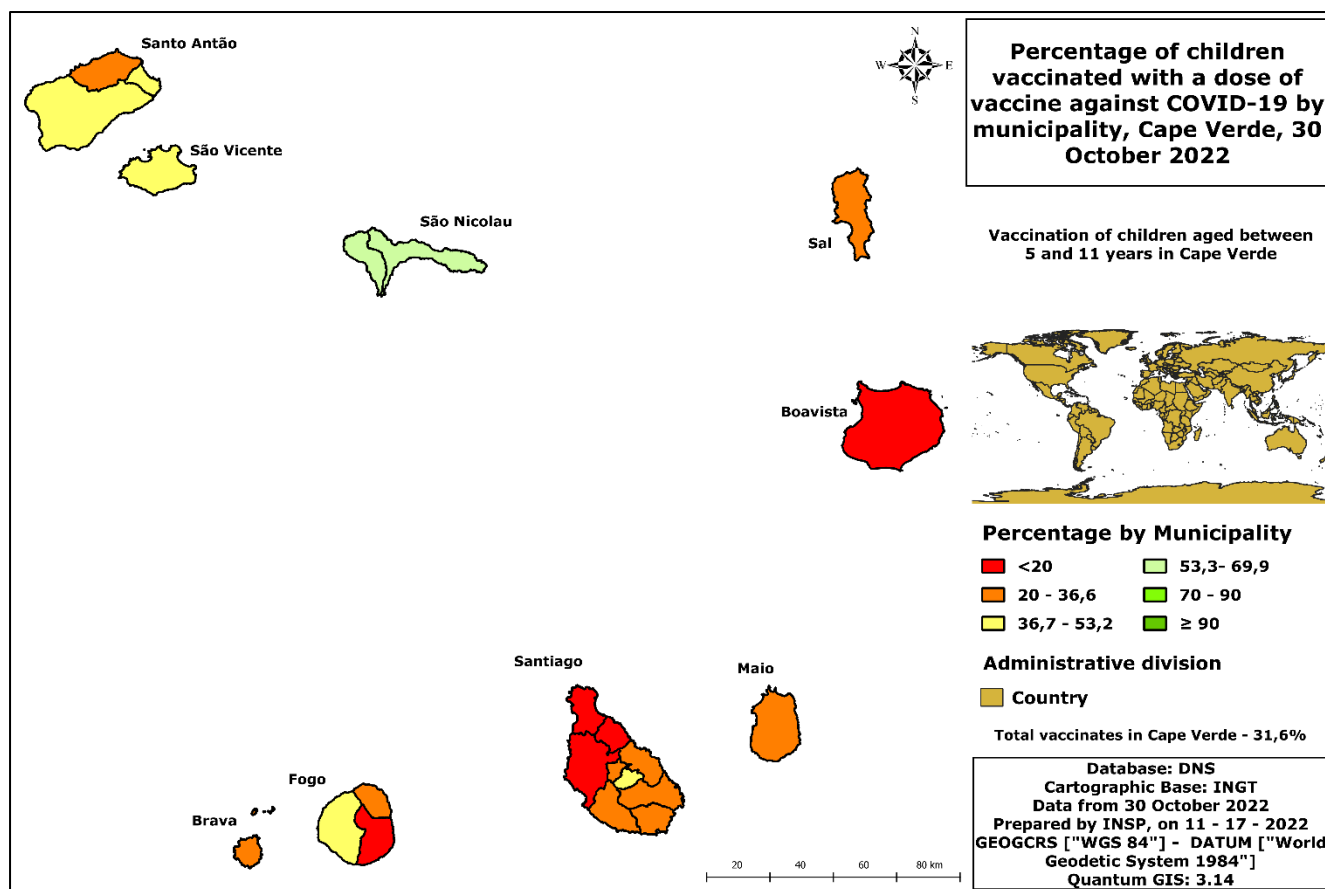 Santo Antão
São Vicente
São Nicolau
Sal
Boavista
Santiago
Maio
Fogo
Brava
N
W
E
S
20 40 60 80 km
Percentage of children
vaccinated with a dose of
vaccine against COVID-19 by
municipality, Cape Verde, 30
October 2022
Vaccination of children aged between
5 and 11 years in Cape Verde
Percentage by Municipality
<20
20 - 36,6
36,7 - 53,2
53,3- 69,9
70 - 90
≥ 90
Administrative division
Country
Total vaccinates in Cape Verde - 31,6%
Database: DNS
Cartographic Base: INGT
Data from 30 October 2022
Prepared by INSP, on 11 - 17 - 2022
GEOGCRS ["WGS 84"] - DATUM ["World
Geodetic System 1984"]
Quantum GIS: 3.14